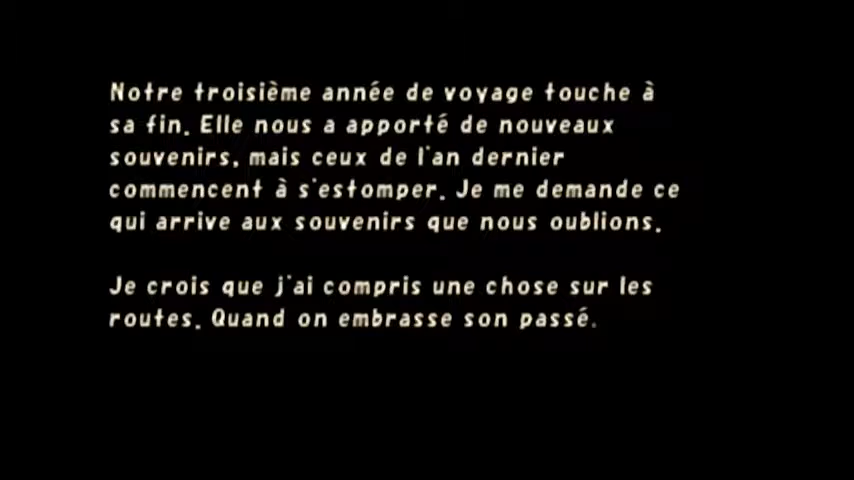 Notre troisième année de voyage touche à
sa fin. Elle nous a apporté de nouveaux
souvenirs, mais ceux de l'an dernier
commencent à s'estomper. Je me demande ce
qui arrive aux souvenirs que nous oublions.
Je crois que j'ai compris une chose sur les
routes. Quand on embrasse son passé.